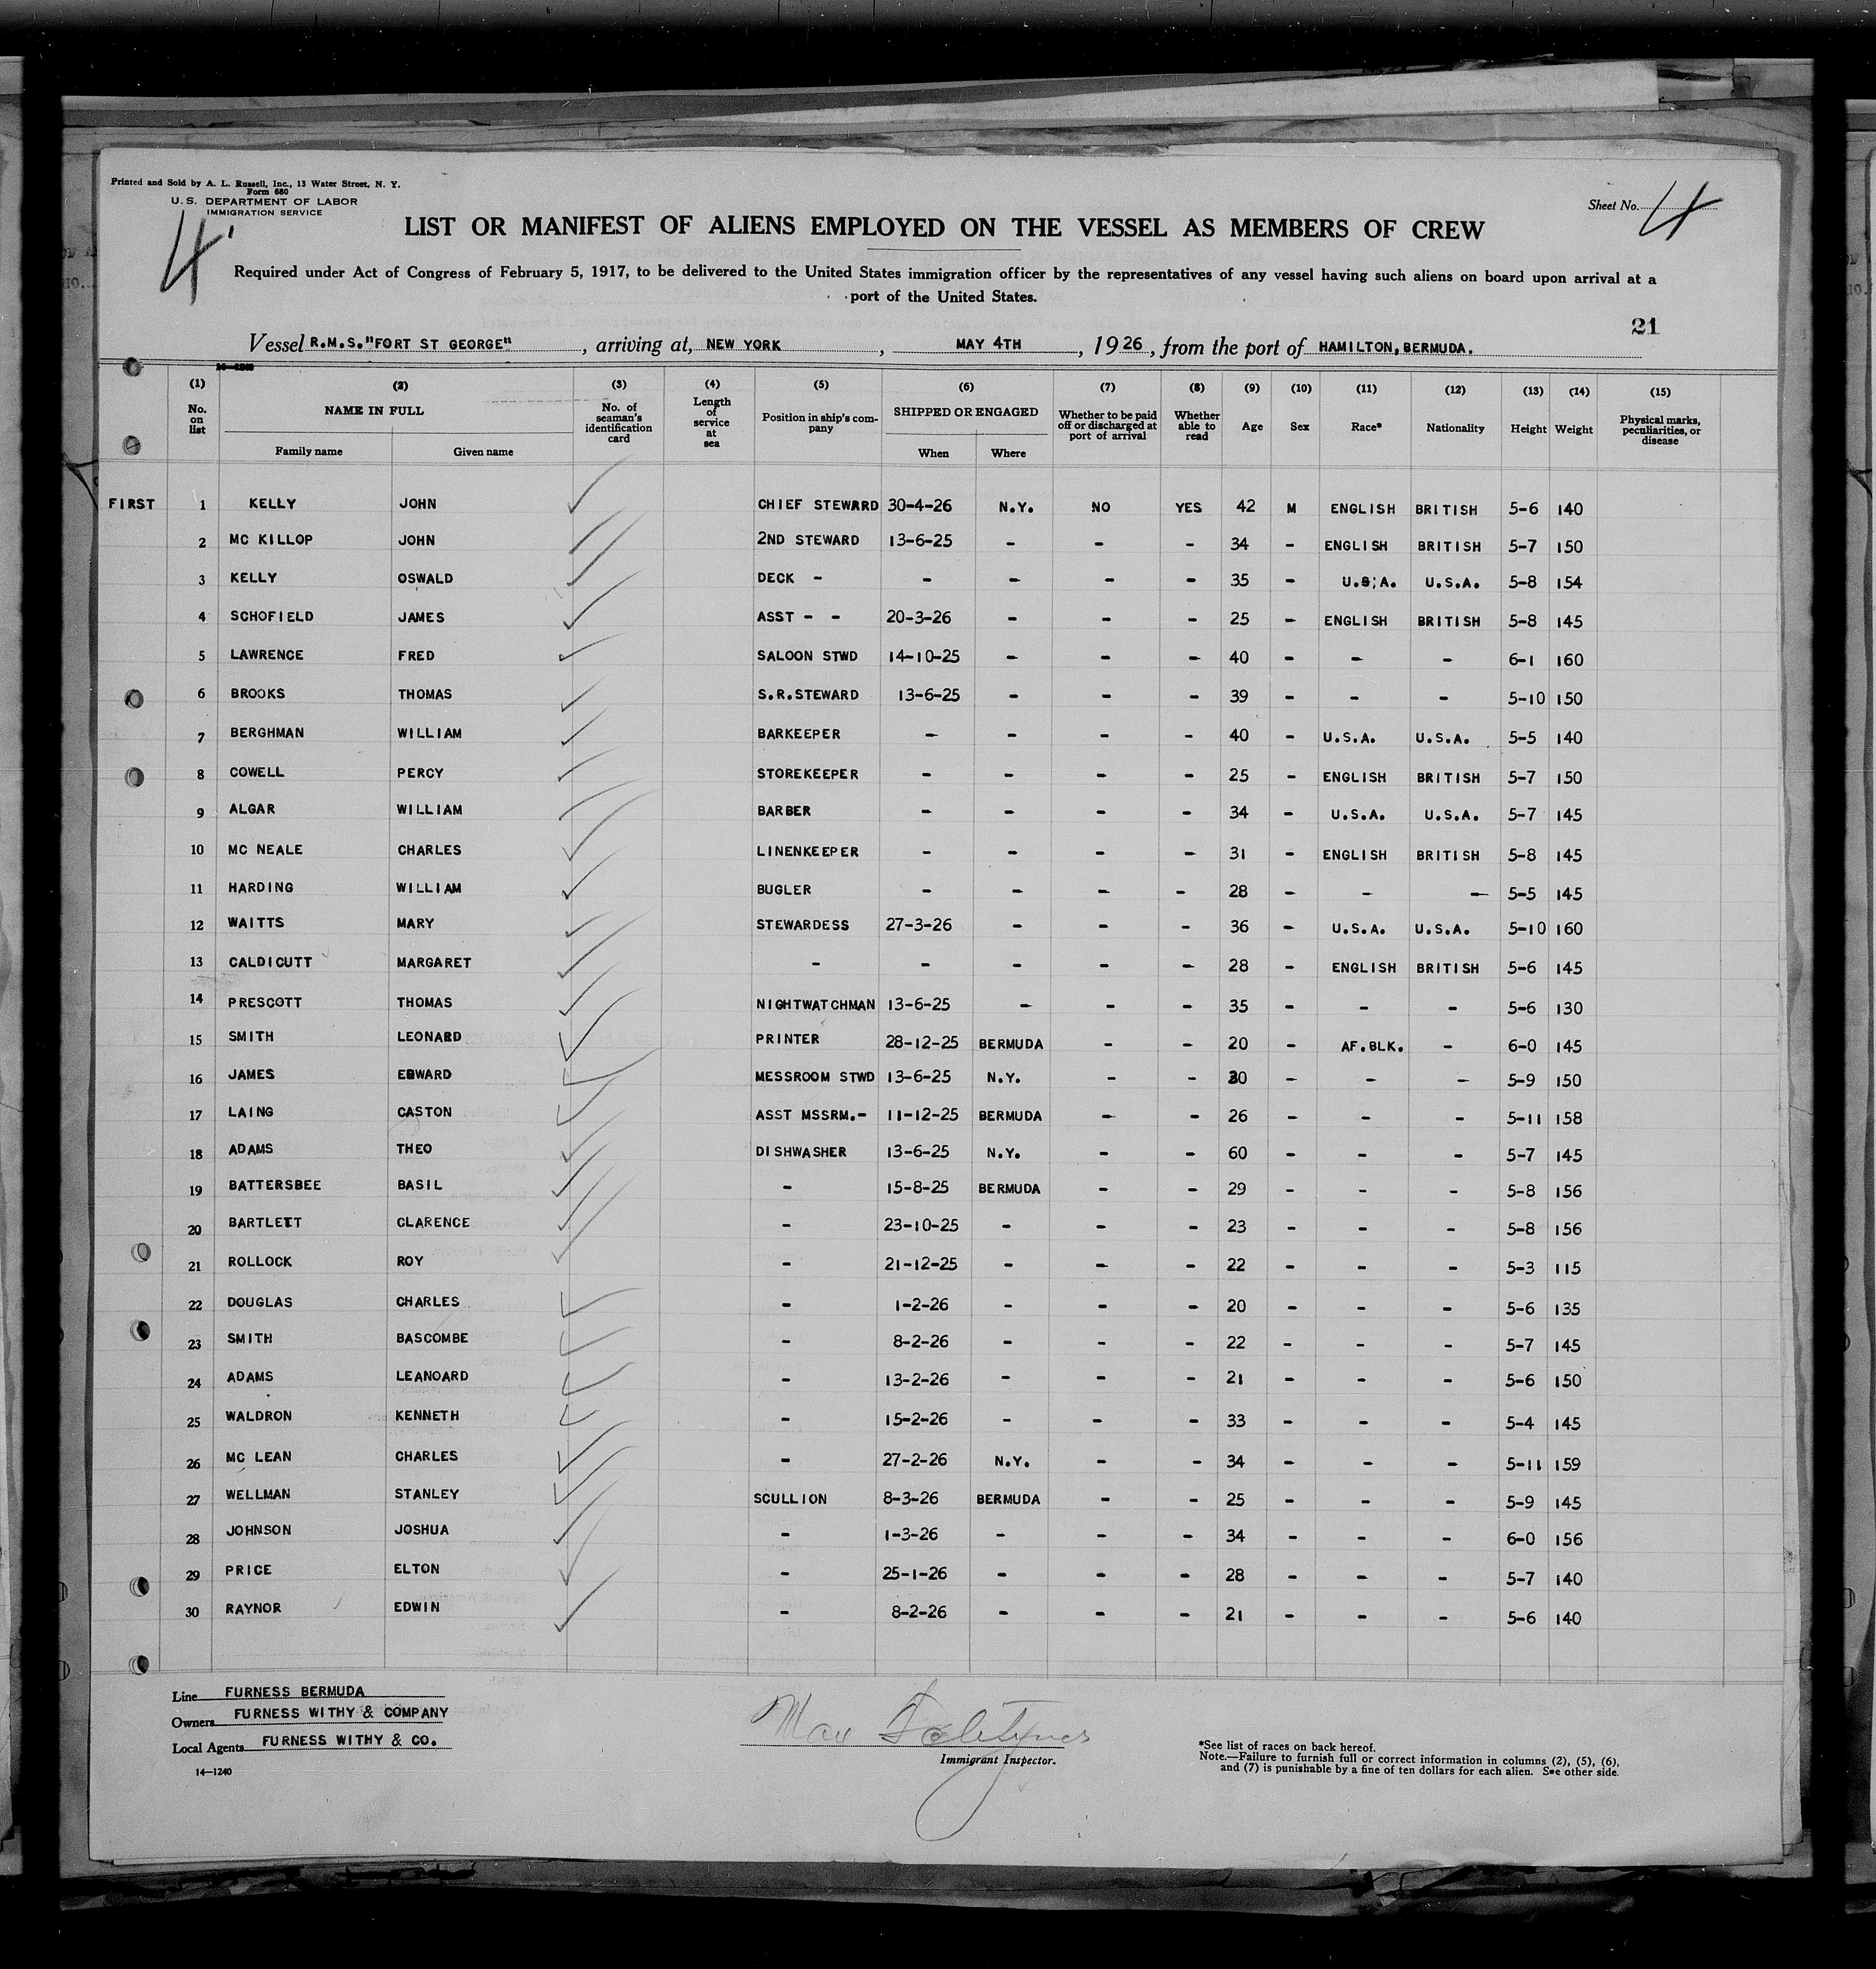 Printed and Sold by A. L. Russell, Inc., 13 Water Street, N. Y.
Form 680
U. S. DEPARTMENT OF LABOR
IMMIGRATION SERVICE
4
Sheet No. 4
LIST OR MANIFEST OF ALIENS EMPLOYED ON THE VESSEL AS MEMBERS OF CREW
Required under Act of Congress of February 5, 1917, to be delivered to the United States immigration officer by the representatives of any vessel having such aliens on board upon arrival at a
port of the United States.
21
Vessel R.M.S."FORT ST GEORGE", arriving at, NEW YORK, MAY 4TH, 1926, from the port of HAMILTON, BERMUDA.
14—1240
(1) (2) (3) (4) (5) (6) (7) (8) (9) (10) (11) (12) (13) (14) (15)
No. on list NAME IN FULL Family name Given name No. of seaman's identification card Length of service at sea Position in ship's company SHIPPED OR ENGAGED When Where Whether to be paid off or discharged at port of arrival Whether able to read Age Sex Race* Nationality Height Weight Physical marks, peculiarities, or disease
FIRST 1 KELLY JOHN CHIEF STEWARD 30-4-26 N.Y. NO YES 42 M ENGLISH BRITISH 5-6 140
2 MC KILLOP JOHN 2ND STEWARD 13-6-25 - - - 34 - ENGLISH BRITISH 5-7 150
3 KELLY OSWALD DECK - - - - - 35 - U.S.A. U.S.A. 5-8 154
4 SCHOFIELD JAMES ASST - - 20-3-26 - - - 25 - ENGLISH BRITISH 5-8 145
5 LAWRENCE FRED SALOON STWD 14-10-25 - - - 40 - - - 6-1 160
6 BROOKS THOMAS S.R.STEWARD 13-6-25 - - - 39 - - - 5-10 150
7 BERGHMAN WILLIAM BARKEEPER - - - - 40 - U.S.A. U.S.A. 5-5 140
8 COWELL PERCY STOREKEEPER - - - - 25 - ENGLISH BRITISH 5-7 150
9 ALGAR WILLIAM BARBER - - - - 34 - U.S.A. U.S.A. 5-7 145
10 MC NEALE CHARLES LINENKEEPER - - - - 31 - ENGLISH BRITISH 5-8 145
11 HARDING WILLIAM BUGLER - - - - 28 - - - 5-5 145
12 WAITTS MARY STEWARDESS 27-3-26 - - - 36 - U.S.A. U.S.A. 5-10 160
13 CALDICUTT MARGARET - - - - - 28 - ENGLISH BRITISH 5-6 145
14 PRESCOTT THOMAS NIGHTWATCHMAN 13-6-25 - - - 35 - - - 5-6 130
15 SMITH LEONARD PRINTER 28-12-25 BERMUDA - - 20 - AF.BLK. - 6-0 145
16 JAMES EDWARD MESSROOM STWD 13-6-25 N.Y. - - 30 - - - 5-9 150
17 LAING CASTON ASST MSSRM.- 11-12-25 BERMUDA - - 26 - - - 5-11 158
18 ADAMS THEO DISHWASHER 13-6-25 N.Y. - - 60 - - - 5-7 145
19 BATTERSBEE BASIL - 15-8-25 BERMUDA - - 29 - - - 5-8 156
20 BARTLETT CLARENCE - 23-10-25 - - - 23 - - - 5-8 156
21 ROLLOCK ROY - 21-12-25 - - - 22 - - - 5-3 115
22 DOUGLAS CHARLES - 1-2-26 - - - 20 - - - 5-6 135
23 SMITH BASCOMBE - 8-2-26 - - - 22 - - - 5-7 145
24 ADAMS LEANOARD - 13-2-26 - - - 21 - - - 5-6 150
25 WALDRON KENNETH - 15-2-26 - - - 33 - - - 5-4 145
26 MC LEAN CHARLES - 27-2-26 N.Y. - - 34 - - - 5-11 159
27 WELLMAN STANLEY SCULLION 8-3-26 BERMUDA - - 25 - - - 5-9 145
28 JOHNSON JOSHUA - 1-3-26 - - - 34 - - - 6-0 156
29 PRICE ELTON - 25-1-26 - - - 28 - - - 5-7 140
30 RAYNOR EDWIN - 8-2-26 - - - 21 - - - 5-6 140
Line FURNESS BERMUDA
Owners FURNESS WITHY & COMPANY
Local Agents FURNESS WITHY & CO.
14—1240
Max
Immigrant Inspector.
*See list of races on back hereof.
Note.—Failure to furnish full or correct information in columns (2), (5), (6),
and (7) is punishable by a fine of ten dollars for each alien. See other side.